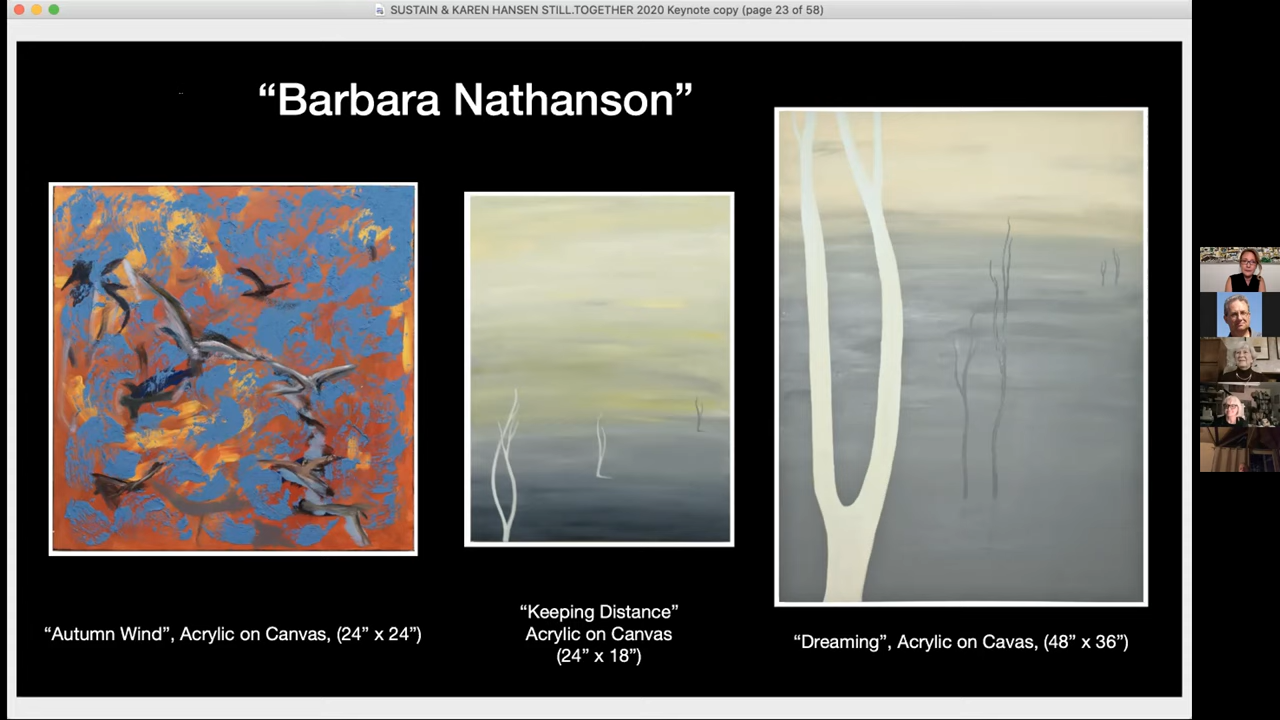 SUSTAIN & KAREN HANSEN STILL.TOGETHER 2020 Keynote copy (page 23 of 58)
“Barbara Nathanson”
“Autumn Wind”, Acrylic on Canvas, (24” x 24”)
“Keeping Distance”
Acrylic on Canvas
(24” x 18”)
“Dreaming”, Acrylic on Cavas, (48” x 36”)